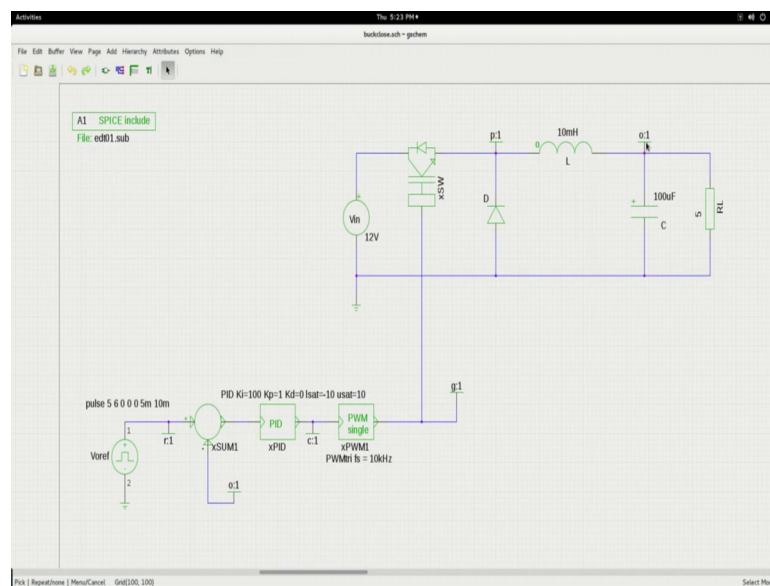 Activities
Thu 5:23 PM
buckclose.sch - gschem
File Edit Buffer View Page Add Hierarchy Attributes Options Help
A1 SPICE include
File: edt01.sub
p:1
10mH
L
o:1
xSW
D
Vin
12V
100uF
C
5
RL
g:1
PID Ki=100 Kp=1 Kd=0 lsat=-10 usat=10
pulse 5 6 0 0 0 5m 10m
1
Voref
2
r:1
xSUM1
o:1
PID
xPID
c:1
PWM
single
xPWM1
PWMtri fs = 10kHz
Pick | Repeat/none | Menu/Cancel Grid(100, 100)
Select Mo